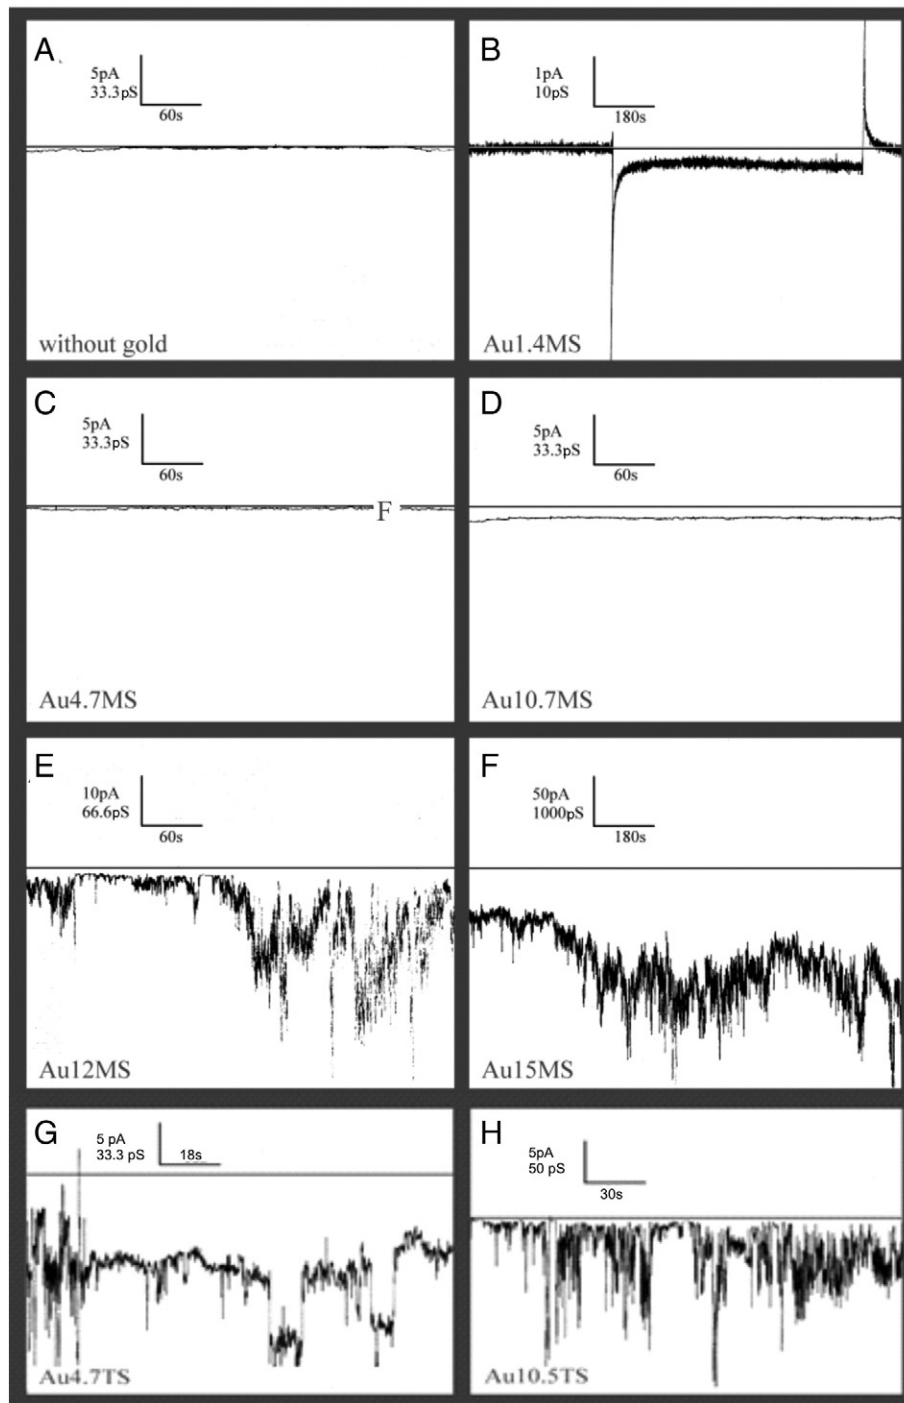 A
5pA
33.3pS
60s
without gold
B
1pA
10pS
180s
Au1.4MS
C
5pA
33.3pS
60s
F
Au4.7MS
D
5pA
33.3pS
60s
Au10.7MS
E
10pA
66.6pS
60s
Au12MS
F
50pA
1000pS
180s
Au15MS
G
5 pA
33.3 pS
18s
Au4.7TS
H
5pA
50 pS
30s
Au10.5TS